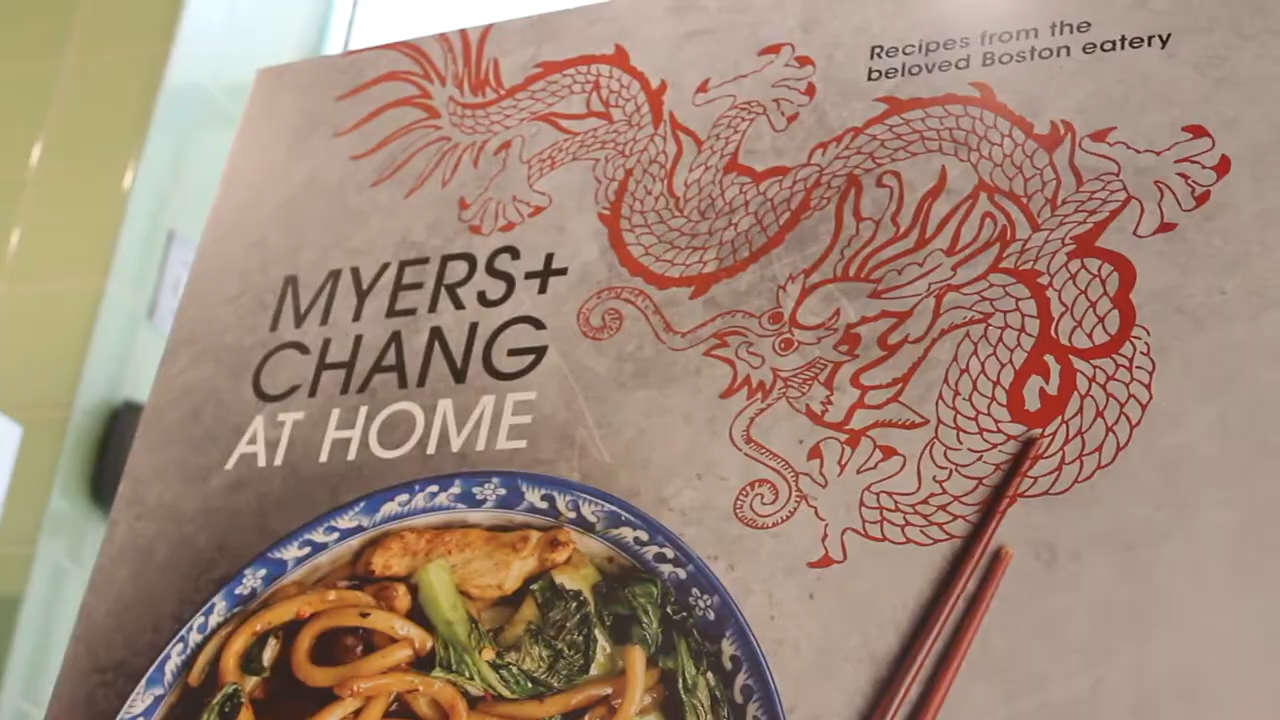 Recipes from the
beloved Boston eatery
MYERS+
CHANG
AT HOME